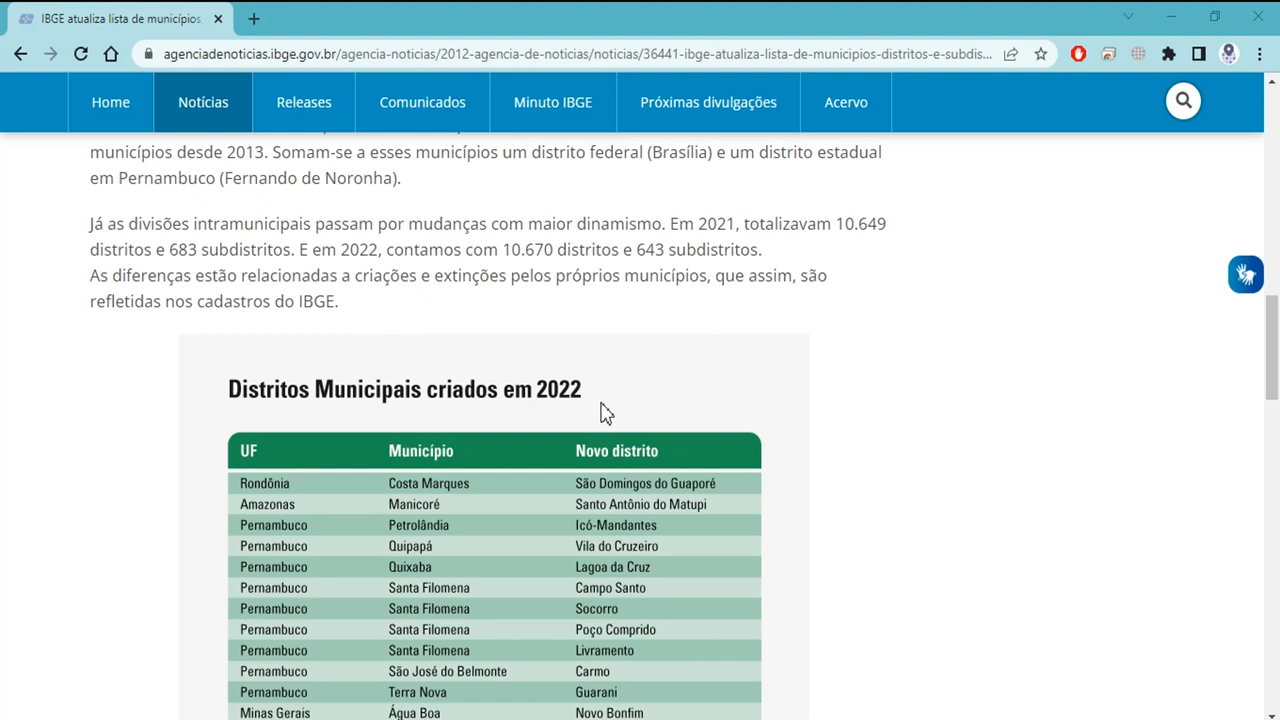 IBGE atualiza lista de municípios
agenciadenoticias.ibge.gov.br/agencia-noticias/2012-agencia-de-noticias/noticias/36441-ibge-atualiza-lista-de-municipios-distritos-e-subdis...
Home Notícias Releases Comunicados Minuto IBGE Próximas divulgações Acervo
municípios desde 2013. Somam-se a esses municípios um distrito federal (Brasília) e um distrito estadual
em Pernambuco (Fernando de Noronha).
Já as divisões intramunicipais passam por mudanças com maior dinamismo. Em 2021, totalizavam 10.649
distritos e 683 subdistritos. E em 2022, contamos com 10.670 distritos e 643 subdistritos.
As diferenças estão relacionadas a criações e extinções pelos próprios municípios, que assim, são
refletidas nos cadastros do IBGE.
Distritos Municipais criados em 2022
UF Município Novo distrito
Rondônia Costa Marques São Domingos do Guaporé
Amazonas Manicoré Santo Antônio do Matupi
Pernambuco Petrolândia Icó-Mandantes
Pernambuco Quipapá Vila do Cruzeiro
Pernambuco Quixaba Lagoa da Cruz
Pernambuco Santa Filomena Campo Santo
Pernambuco Santa Filomena Socorro
Pernambuco Santa Filomena Poço Comprido
Pernambuco Santa Filomena Livramento
Pernambuco São José do Belmonte Carmo
Pernambuco Terra Nova Guarani
Minas Gerais Água Boa Novo Bonfim